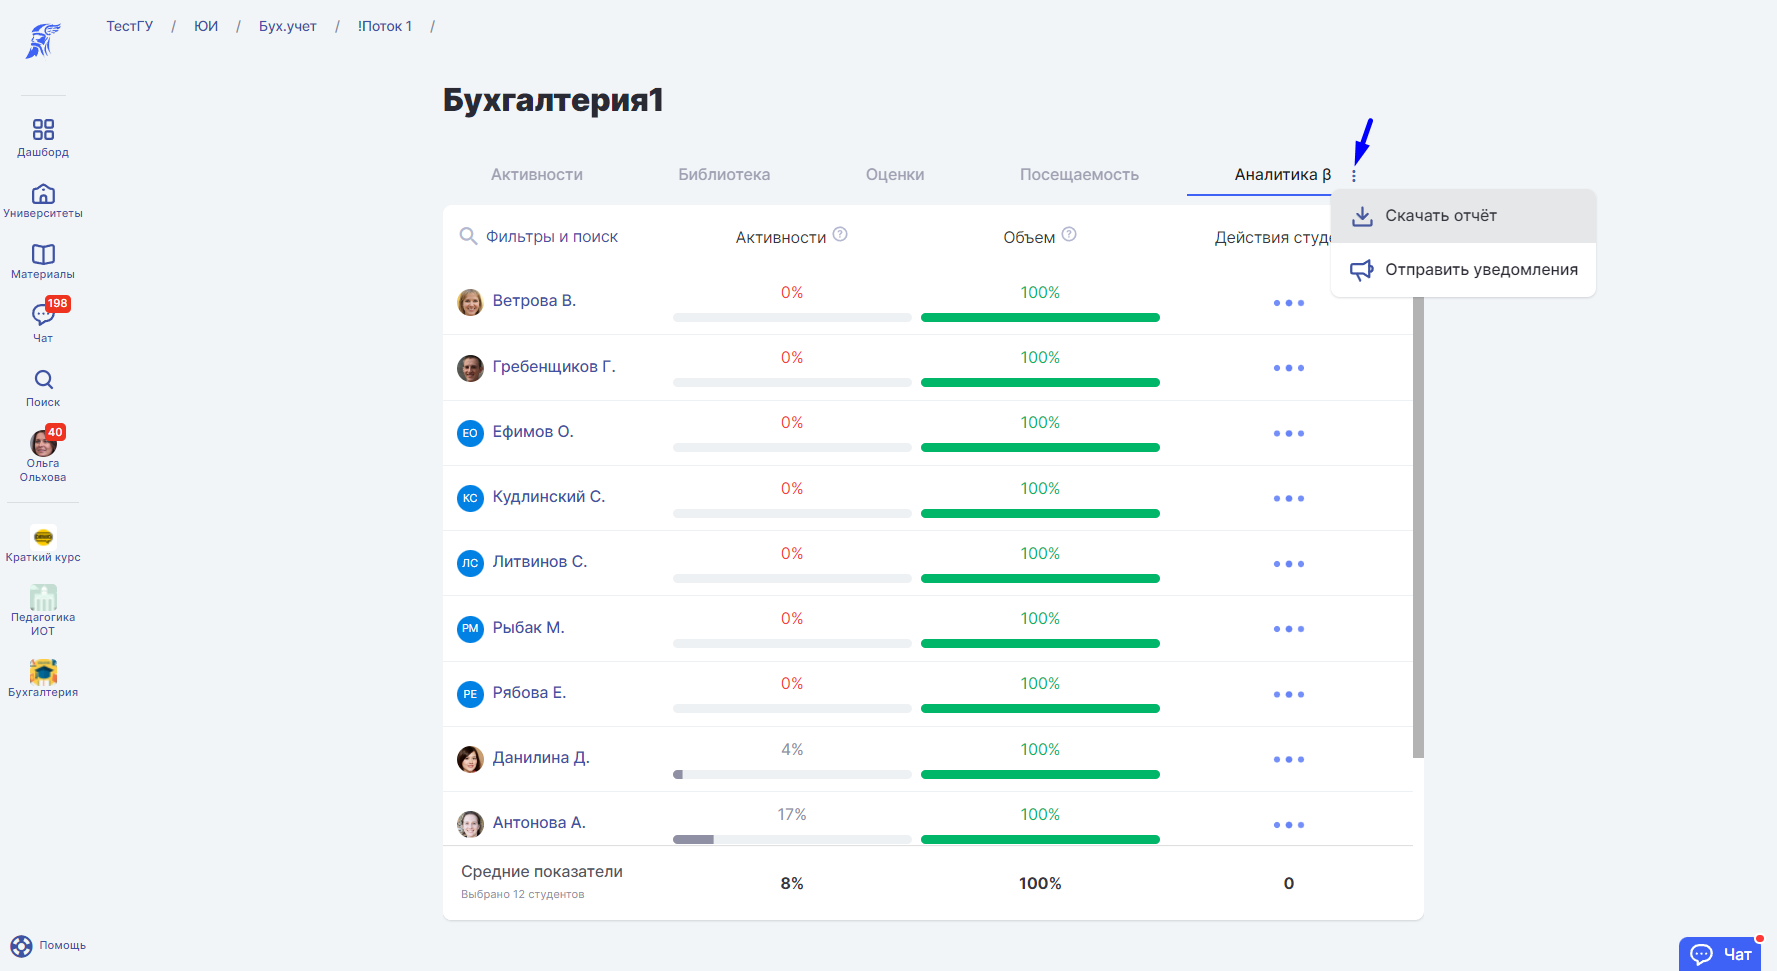 ТестГУ / ЮИ / Бух.учет / !Поток 1 /
Бухгалтерия1
Активности Библиотека Оценки Посещаемость Аналитика β
Скачать отчёт
Отправить уведомления
Фильтры и поиск Активности ? Объем ? Действия студе
Ветрова В. 0% 100%
Гребенщиков Г. 0% 100%
ЕО Ефимов О. 0% 100%
КС Кудлинский С. 0% 100%
ЛС Литвинов С. 0% 100%
РМ Рыбак М. 0% 100%
РЕ Рябова Е. 0% 100%
Данилина Д. 4% 100%
Антонова А. 17% 100%
Средние показатели 8% 100% 0
Выбрано 12 студентов
Дашборд
Университеты
Материалы
198
Чат
Поиск
40
Ольга
Ольхова
Краткий курс
Педагогика
ИОТ
Бухгалтерия
Помощь
Чат